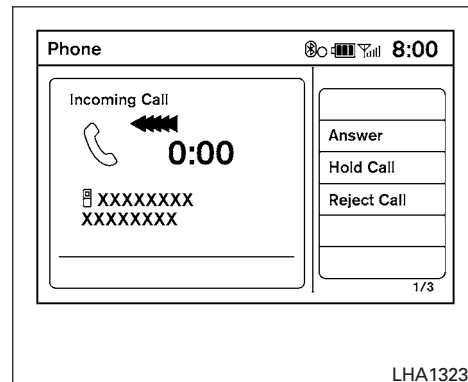 Phone 8:00
Incoming Call
0:00
XXXXXXXX
XXXXXXXX
Answer
Hold Call
Reject Call
1/3
LHA1323